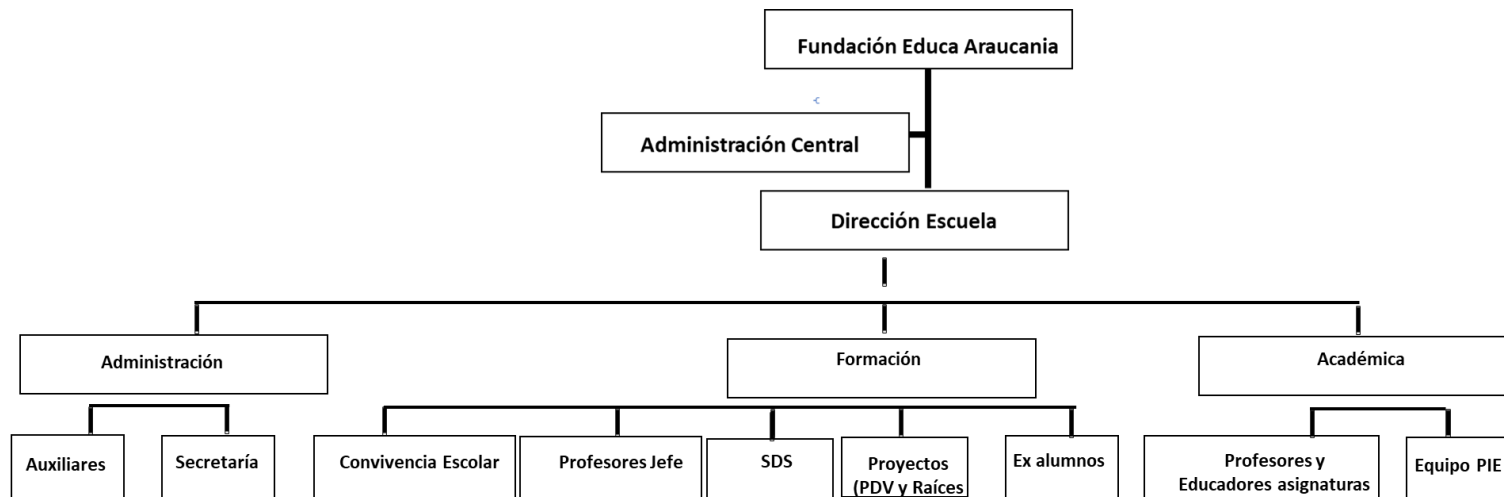 Fundación Educa Araucania
Administración Central
Dirección Escuela
Administración
Formación
Académica
Auxiliares
Secretaría
Convivencia Escolar
Profesores Jefe
SDS
Proyectos
(PDV y Raíces
Ex alumnos
Profesores y
Educadores asignaturas
Equipo PIE